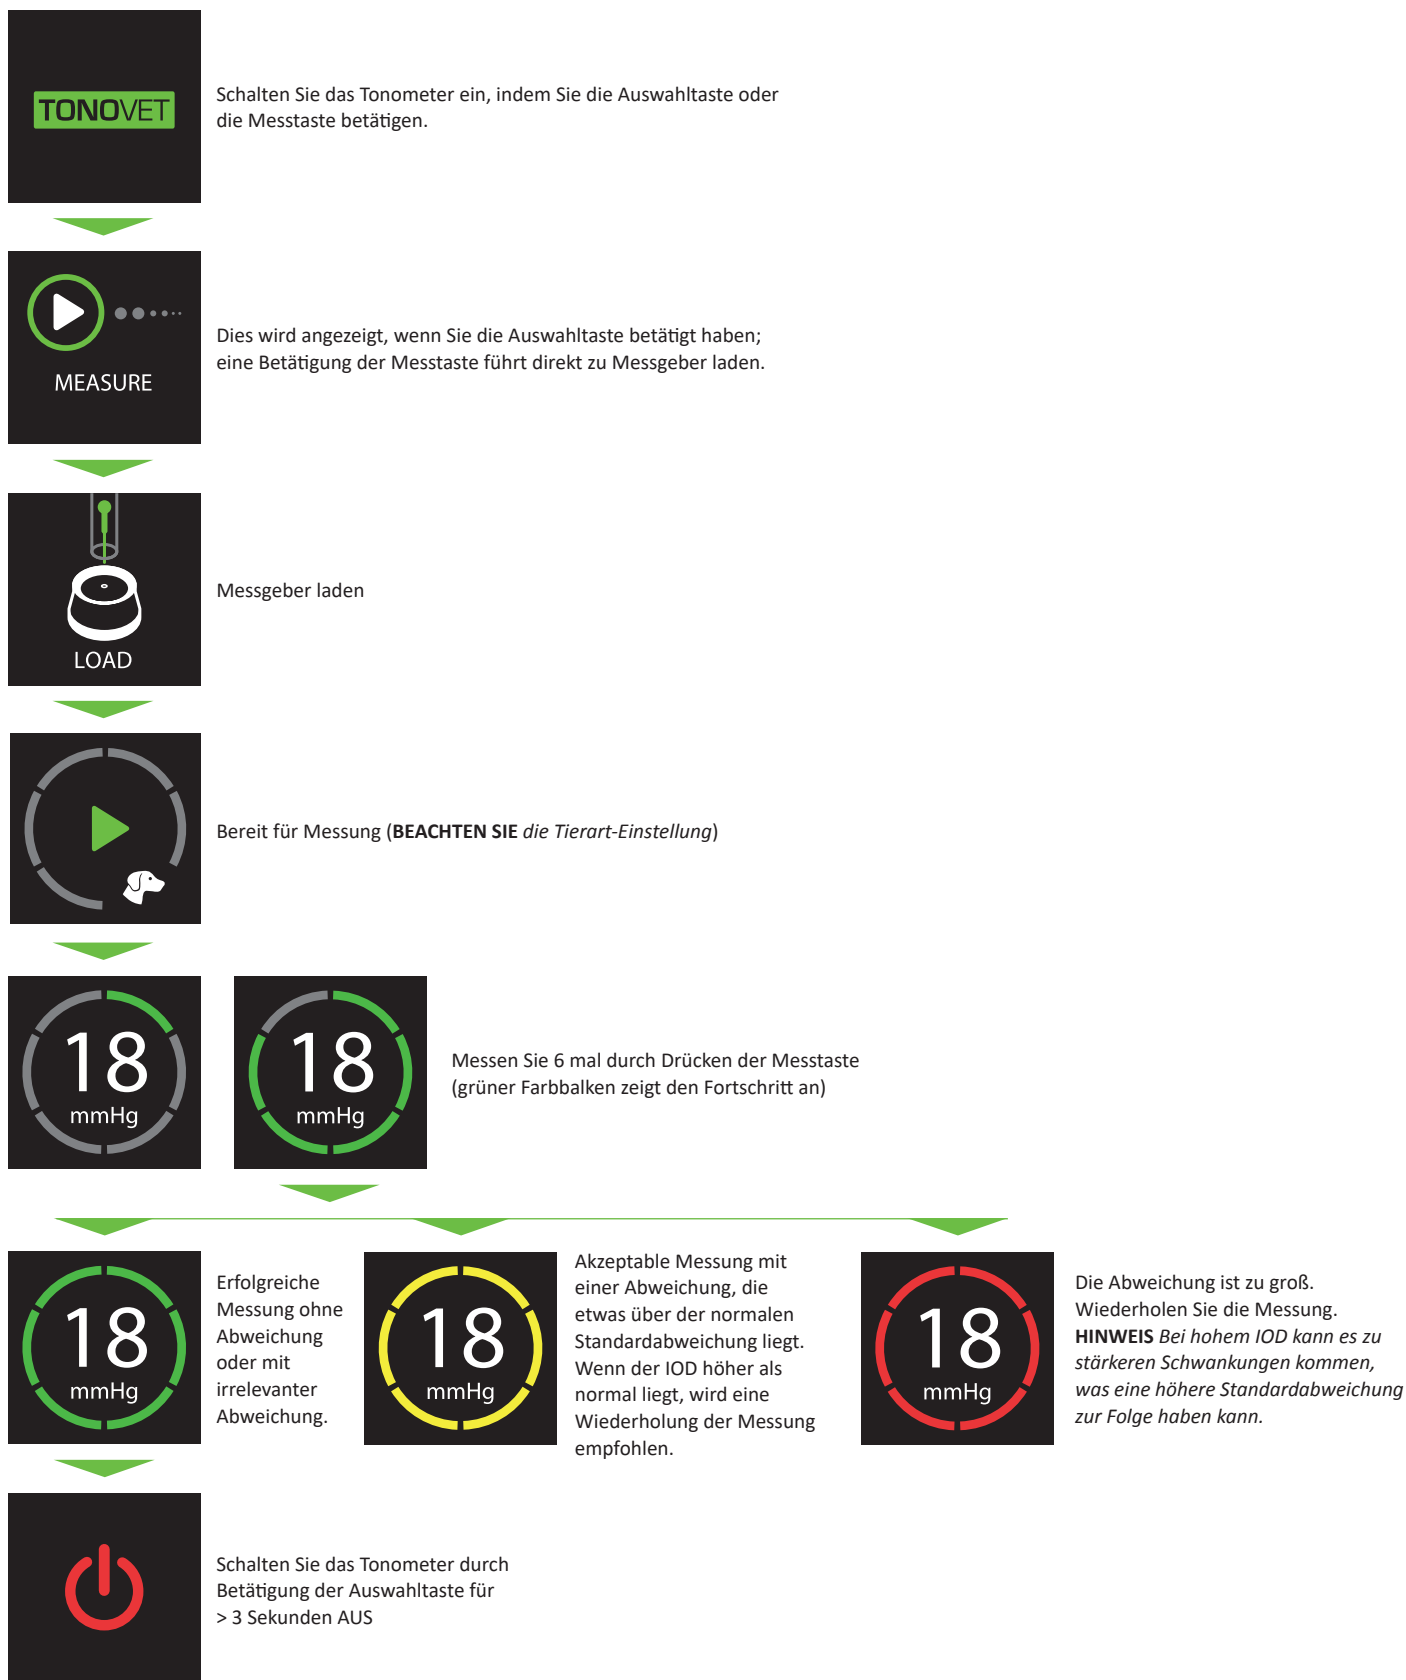 TONOVET
Schalten Sie das Tonometer ein, indem Sie die Auswahltaste oder
die Messtaste betätigen.
MEASURE
Dies wird angezeigt, wenn Sie die Auswahltaste betätigt haben;
eine Betätigung der Messtaste führt direkt zu Messgeber laden.
LOAD
Messgeber laden
Bereit für Messung (BEACHTEN SIE die Tierart-Einstellung)
18
mmHg
18
mmHg
Messen Sie 6 mal durch Drücken der Messtaste
(grüner Farbbalken zeigt den Fortschritt an)
18
mmHg
Erfolgreiche
Messung ohne
Abweichung
oder mit
irrelevanter
Abweichung.
18
mmHg
Akzeptable Messung mit
einer Abweichung, die
etwas über der normalen
Standardabweichung liegt.
Wenn der IOD höher als
normal liegt, wird eine
Wiederholung der Messung
empfohlen.
18
mmHg
Die Abweichung ist zu groß.
Wiederholen Sie die Messung.
HINWEIS Bei hohem IOD kann es zu
stärkeren Schwankungen kommen,
was eine höhere Standardabweichung
zur Folge haben kann.
Schalten Sie das Tonometer durch
Betätigung der Auswahltaste für
> 3 Sekunden AUS